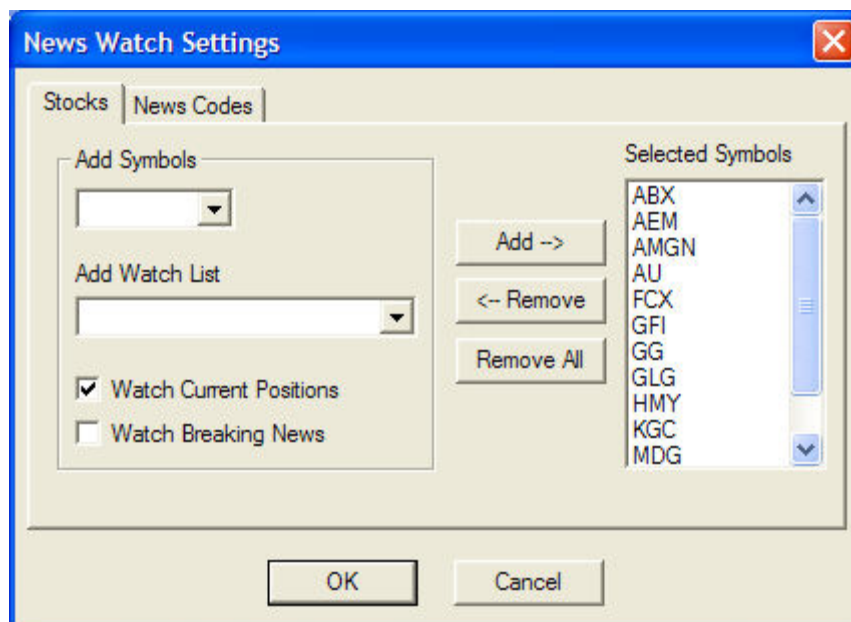 News Watch Settings
Stocks
News Codes
Add Symbols
Add Watch List
Watch Current Positions
Watch Breaking News
Add -->
<-- Remove
Remove All
Selected Symbols
ABX
AEM
AMGN
AU
FCX
GFI
GG
GLG
HMY
KGC
MDG
OK
Cancel